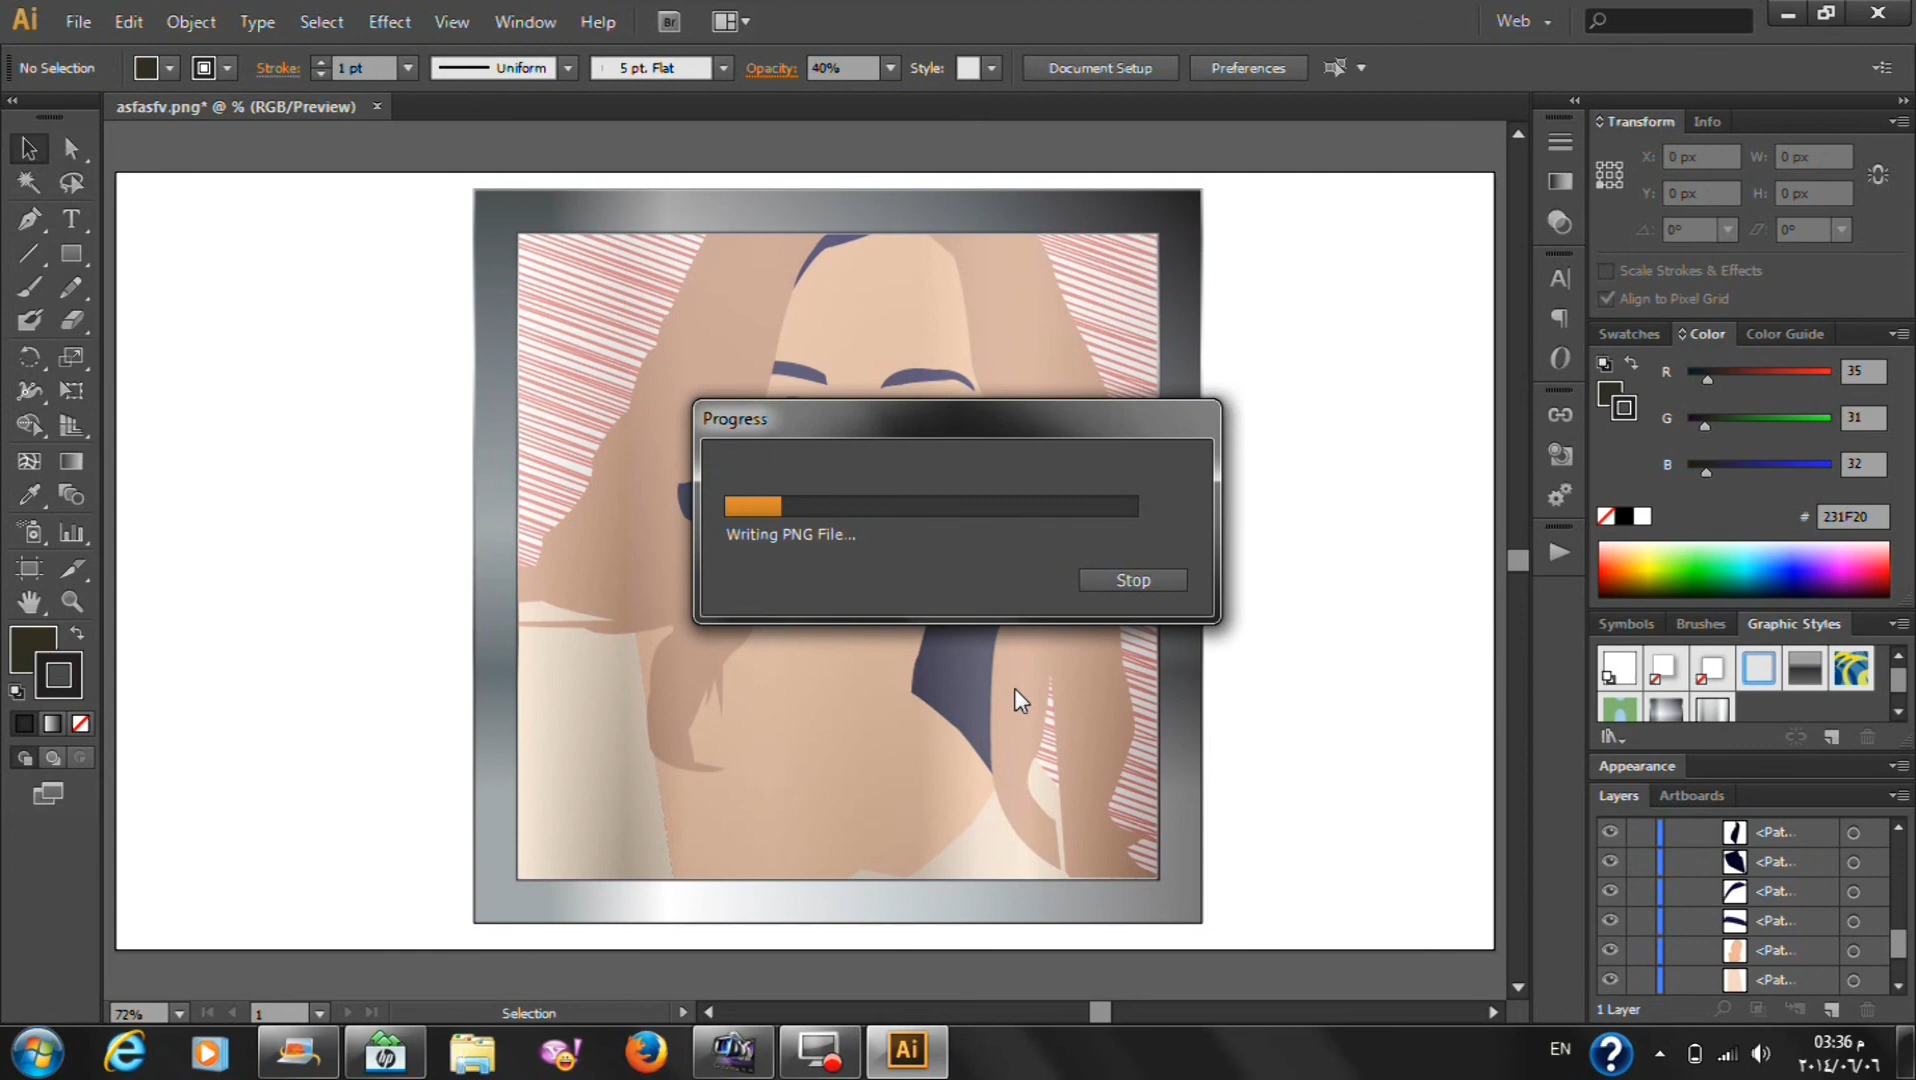 Ai File Edit Object Type Select Effect View Window Help Br Web
No Selection Stroke: 1 pt Uniform 5 pt. Flat Opacity: 40% Style: Document Setup Preferences
asfasfv.png* @ % (RGB/Preview)
Transform Info
X: 0 px W: 0 px
Y: 0 px H: 0 px
0° 0°
Scale Strokes & Effects
Align to Pixel Grid
Swatches Color Color Guide
R 35
G 31
B 32
# 231F20
Progress
Writing PNG File...
Stop
Symbols Brushes Graphic Styles
Appearance
Layers Artboards
<Pat...
<Pat...
<Pat...
<Pat...
<Pat...
<Pat...
1 Layer
72% 1 Selection
EN
03:36 م
٢٠١٤/٠٦/٠٦